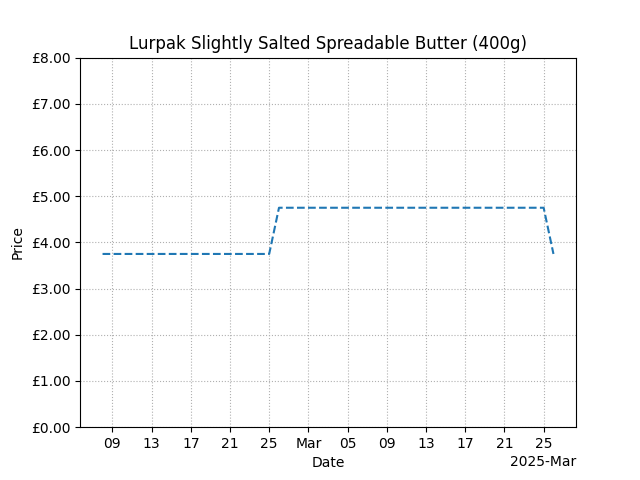 Lurpak Slightly Salted Spreadable Butter (400g)
£8.00
£7.00
£6.00
£5.00
£4.00
£3.00
£2.00
£1.00
£0.00
Price
09 13 17 21 25 Mar 05 09 13 17 21 25
Date
2025-Mar